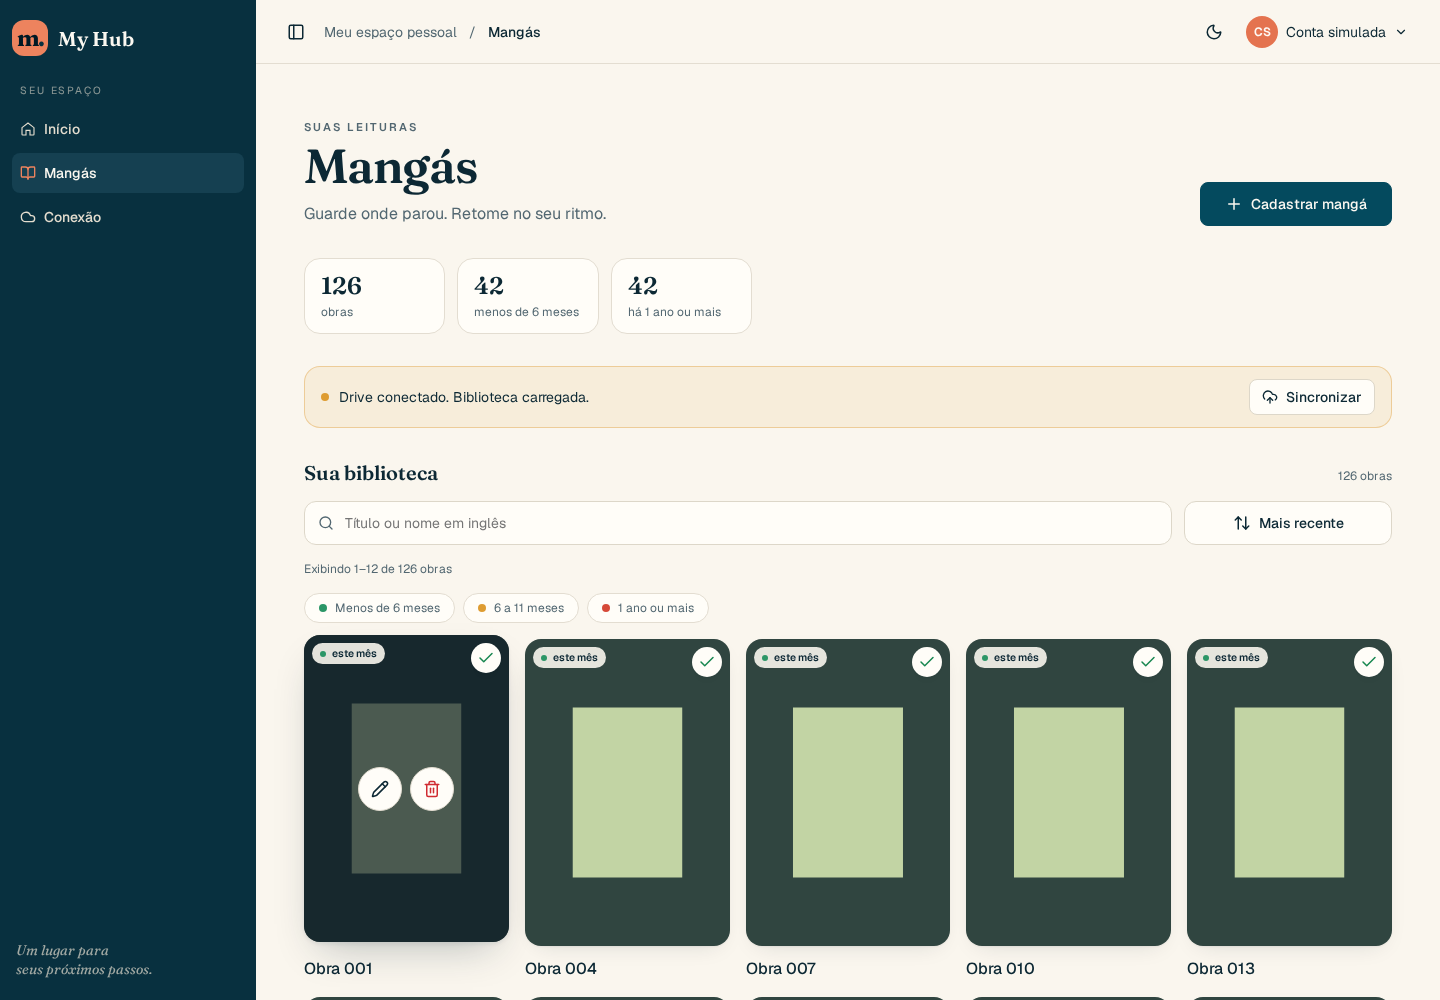 m. My Hub
SEU ESPAÇO
Início
Mangás
Conexão
Um lugar para
seus próximos passos.
Meu espaço pessoal / Mangás
CS Conta simulada
SUAS LEITURAS
Mangás
Guarde onde parou. Retome no seu ritmo.
Cadastrar mangá
126
obras
42
menos de 6 meses
42
há 1 ano ou mais
Drive conectado. Biblioteca carregada.
Sincronizar
Sua biblioteca
126 obras
Título ou nome em inglês
Mais recente
Exibindo 1–12 de 126 obras
Menos de 6 meses
6 a 11 meses
1 ano ou mais
este mês
este mês
este mês
este mês
este mês
Obra 001
Obra 004
Obra 007
Obra 010
Obra 013